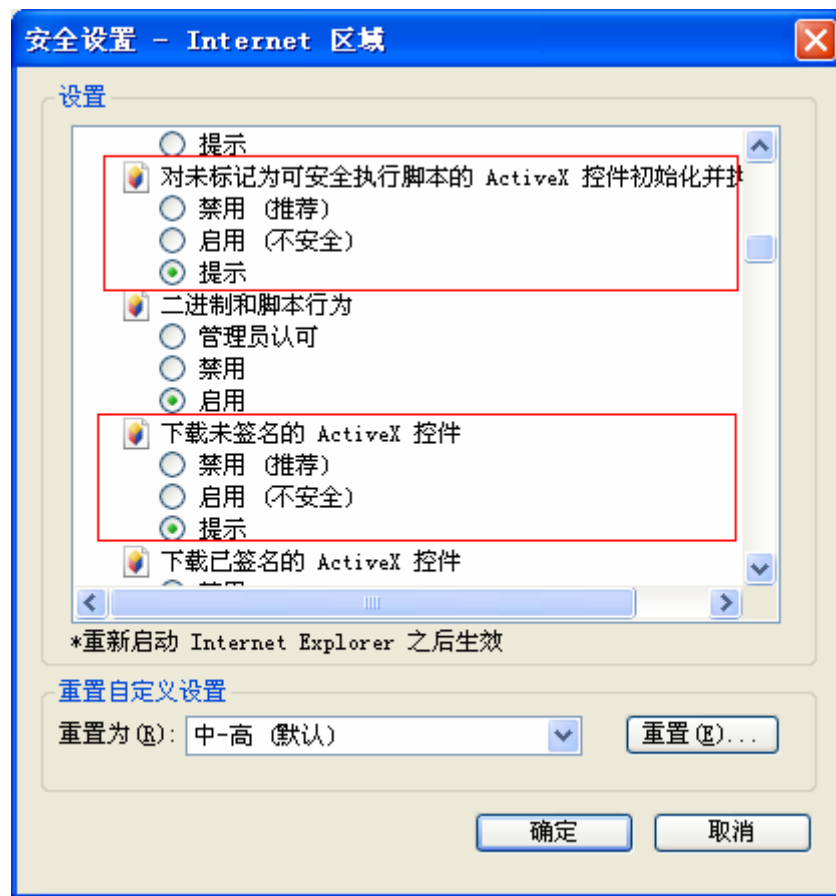 安全设置 - Internet 区域
设置
提示
对未标记为可安全执行脚本的 ActiveX 控件初始化并执
禁用 (推荐)
启用 (不安全)
提示
二进制和脚本行为
管理员认可
禁用
启用
下载未签名的 ActiveX 控件
禁用 (推荐)
启用 (不安全)
提示
下载已签名的 ActiveX 控件
*重新启动 Internet Explorer 之后生效
重置自定义设置
重置为(R): 中-高 (默认) 重置(E)...
确定 取消